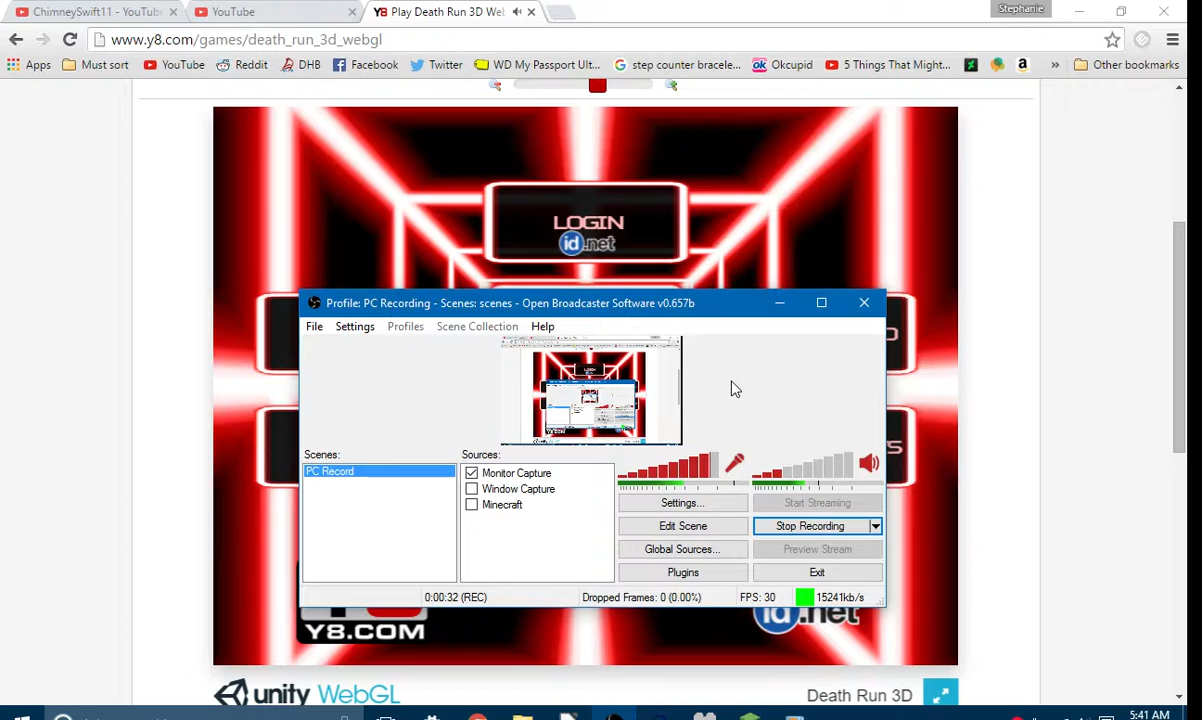 ChimneySwift11 - YouTu
YouTube
Y8 Play Death Run 3D Web
Stephanie
www.y8.com/games/death_run_3d_webgl
Apps
Must sort
YouTube
Reddit
DHB
Facebook
Twitter
WD My Passport Ult...
step counter bracele...
ok Okcupid
5 Things That Might...
»
Other bookmarks
LOGIN
id.net
Profile: PC Recording - Scenes: scenes - Open Broadcaster Software v0.657b
File Settings Profiles Scene Collection Help
Scenes:
PC Record
Sources:
Monitor Capture
Window Capture
Minecraft
Settings...
Start Streaming
Edit Scene
Stop Recording
Global Sources...
Preview Stream
Plugins
Exit
0:00:32 (REC)
Dropped Frames: 0 (0.00%)
FPS: 30
15241kb/s
Y8.COM
id.net
unity WebGL
Death Run 3D
5:41 AM